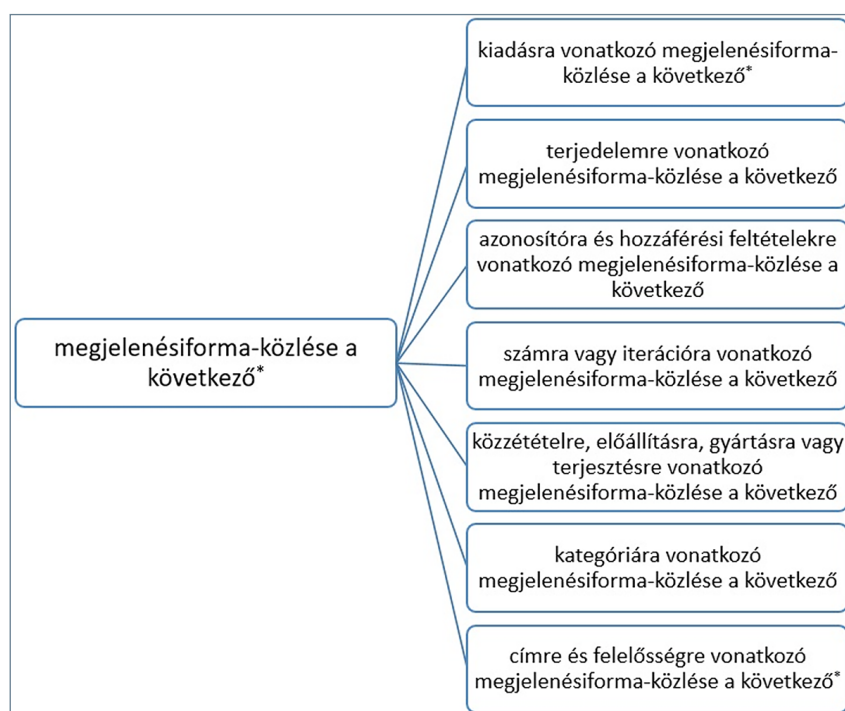 kiadásra vonatkozó megjelenésiforma-
közlése a következő*
terjedelemre vonatkozó
megjelenésiforma-közlése a következő
azonosítóra és hozzáférési feltételekre
vonatkozó megjelenésiforma-közlése a
következő
megjelenésiforma-közlése a
következő*
számra vagy iterációra vonatkozó
megjelenésiforma-közlése a következő
közzétételre, előállításra, gyártásra vagy
terjesztésre vonatkozó
megjelenésiforma-közlése a következő
kategóriára vonatkozó
megjelenésiforma-közlése a következő
címre és felelősségre vonatkozó
megjelenésiforma-közlése a következő*